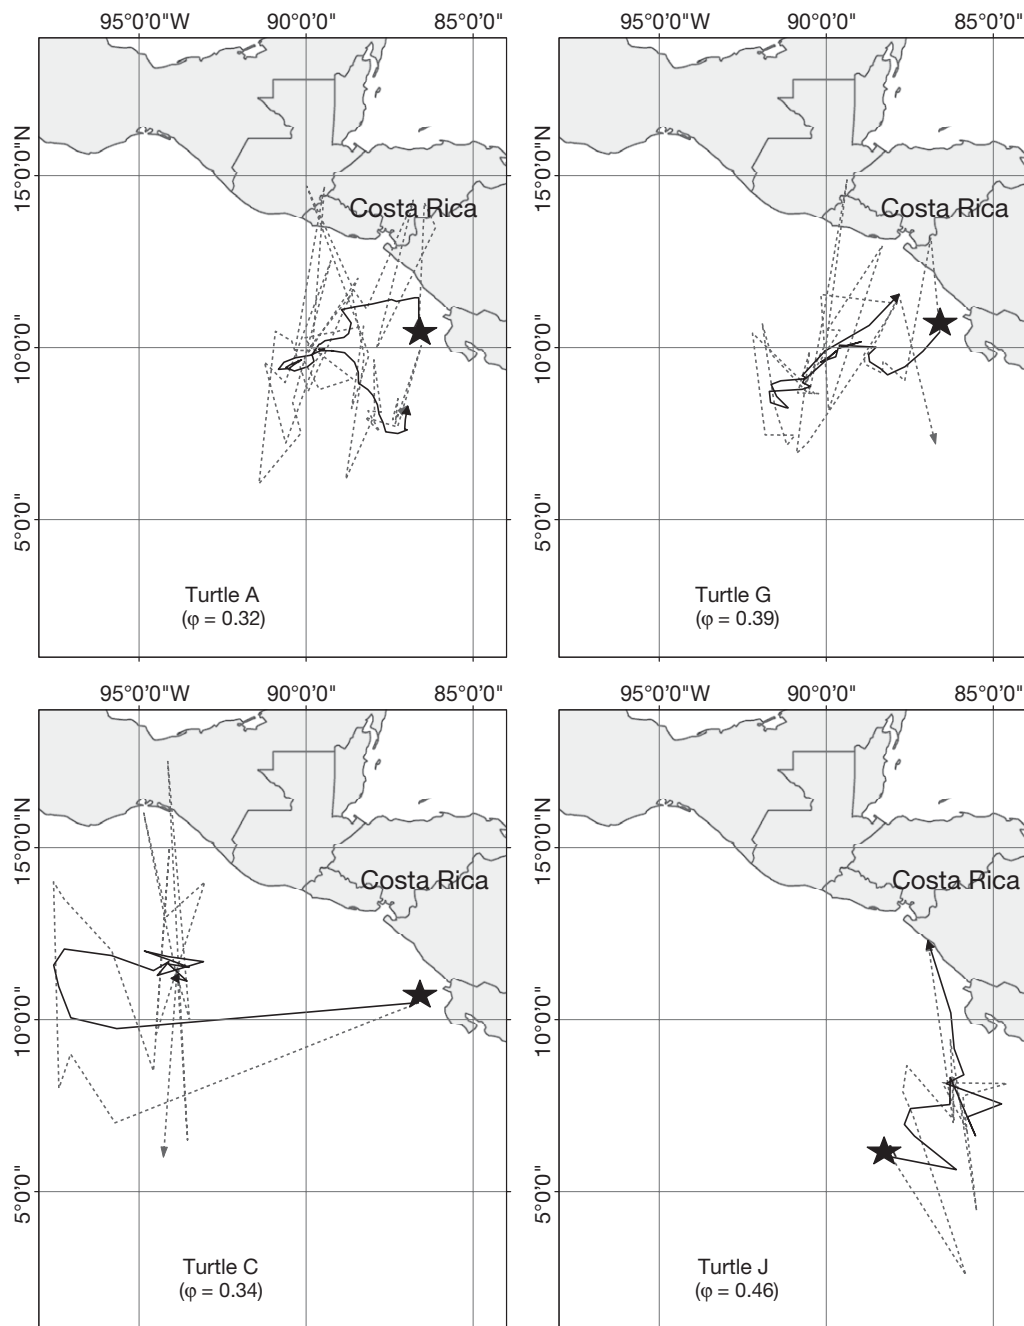 95°0'0"W 90°0'0" 85°0'0" 90°0'0" 85°0'0"
95°0'0"W
15°0'0"N
15°0'0"N
Costa Rica
Costa Rica
10°0'0"
10°0'0"
5°0'0"
5°0'0"
Turtle A
(φ = 0.32)
Turtle G
(φ = 0.39)
95°0'0"W 90°0'0" 85°0'0"
95°0'0"W 90°0'0" 85°0'0"
15°0'0"N
15°0'0"N
Costa Rica
Costa Rica
10°0'0"
10°0'0"
5°0'0"
5°0'0"
Turtle C
(φ = 0.34)
Turtle J
(φ = 0.46)